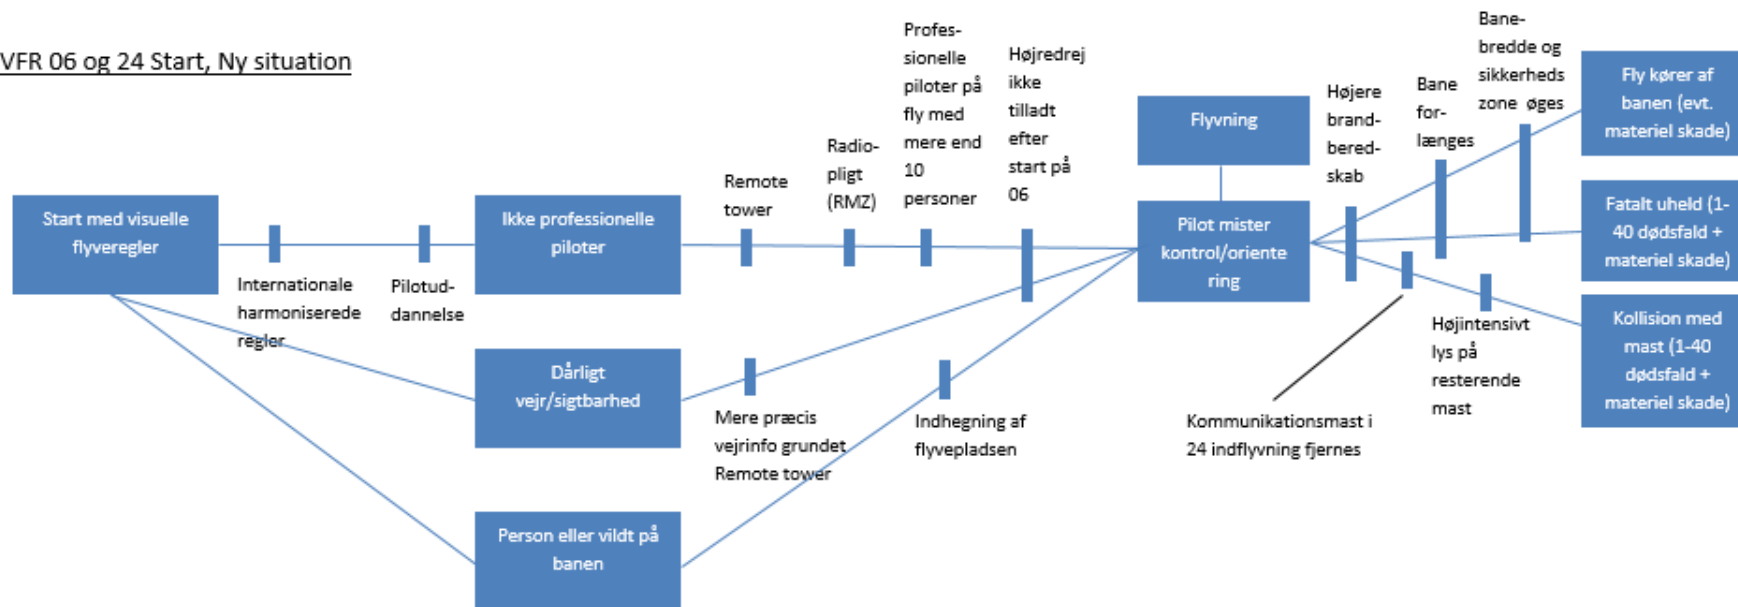 VFR 06 og 24 Start, Ny situation
Start med visuelle
flyveregler
Internationale
harmoniserede
regler
Pilotud-
dannelse
Ikke professionelle
piloter
Dårligt
vejr/sigtbarhed
Person eller vildt på
banen
Remote
tower
Radio-
pligt
(RMZ)
Profes-
sionelle
piloter på
fly med
mere end
10
personer
Højredrej
ikke
tilladt
efter
start på
06
Mere præcis
vejrinfo grundet
Remote tower
Indhegning af
flyvepladsen
Flyvning
Pilot mister
kontrol/oriente
ring
Højere
brand-
bered-
skab
Bane
for-
længes
Bane-
bredde og
sikkerheds
zone øges
Kommunikationsmast i
24 indflyvning fjernes
Højintensivt
lys på
resterende
mast
Fly kører af
banen (evt.
materiel skade)
Fatalt uheld (1-
40 dødsfald +
materiel skade)
Kollision med
mast (1-40
dødsfald +
materiel skade)